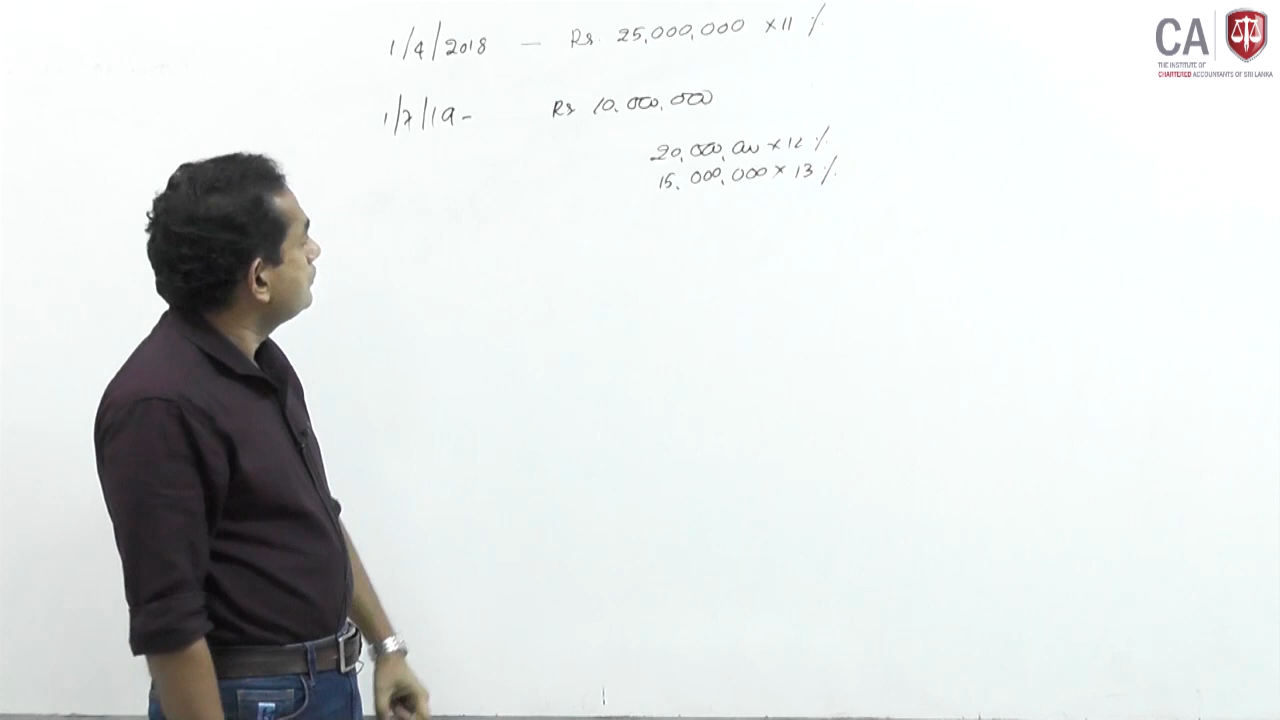 1/4/2018 — Rs. 25,000,000 × 11 %
1/7/19 - Rs 10,000,000
20,000,000 × 12 %
15,000,000 × 13 %
CA
THE INSTITUTE OF
CHARTERED ACCOUNTANTS OF SRI LANKA